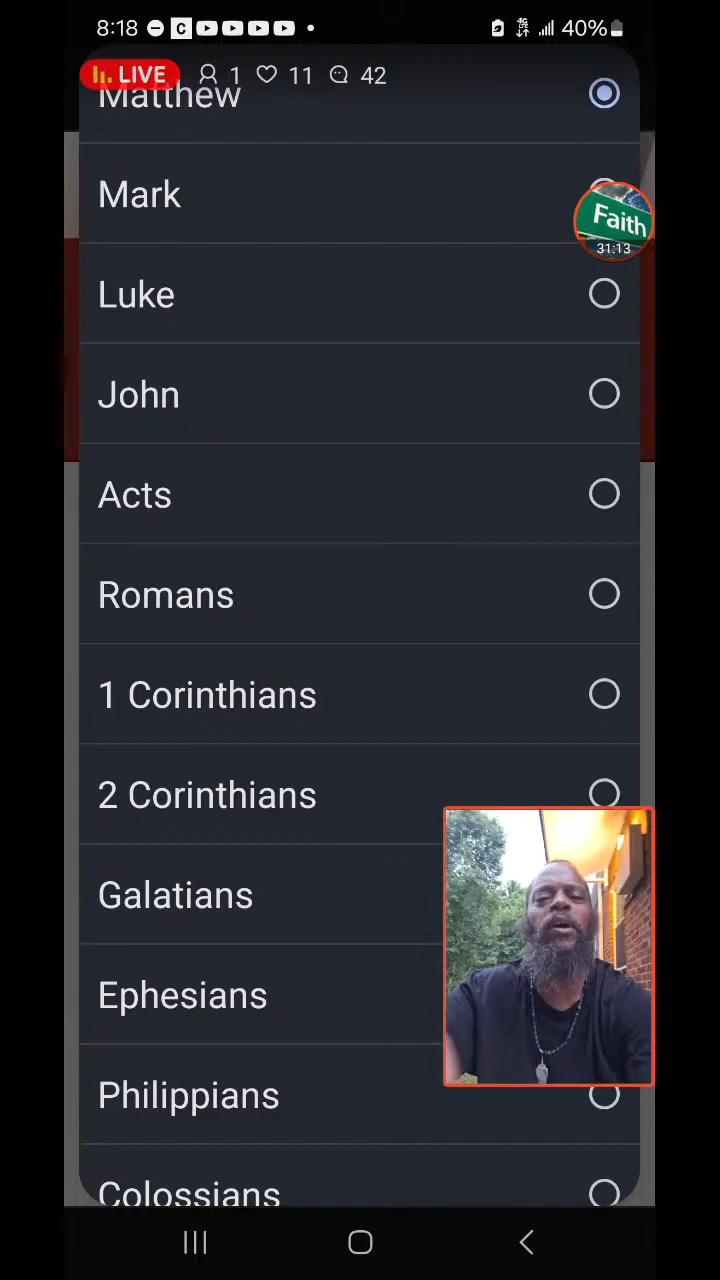 8:18
C
40%
LIVE 1 11 42
Matthew
Mark
Faith
31:13
Luke
John
Acts
Romans
1 Corinthians
2 Corinthians
Galatians
Ephesians
Philippians
Colossians